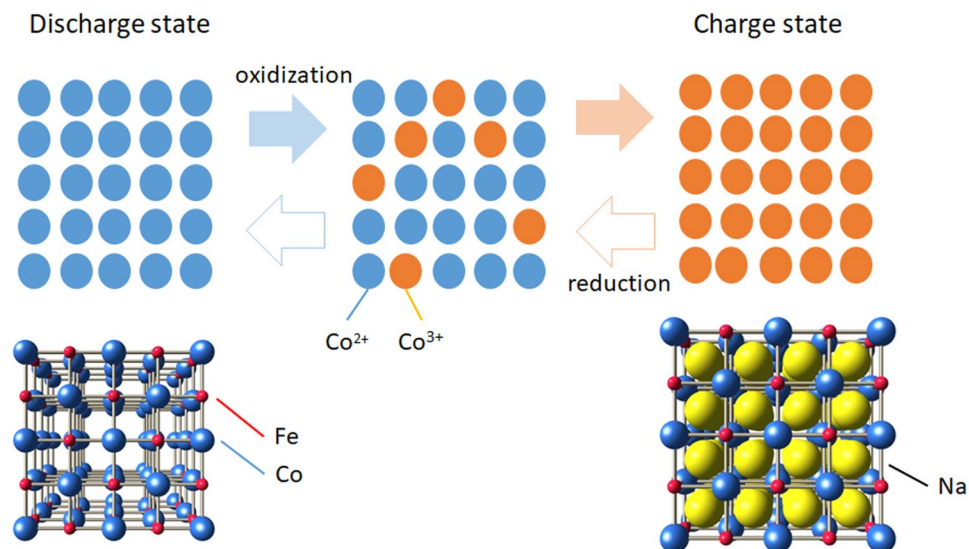 Discharge state
Charge state
oxidization
reduction
Co²⁺
Co³⁺
Fe
Co
Na